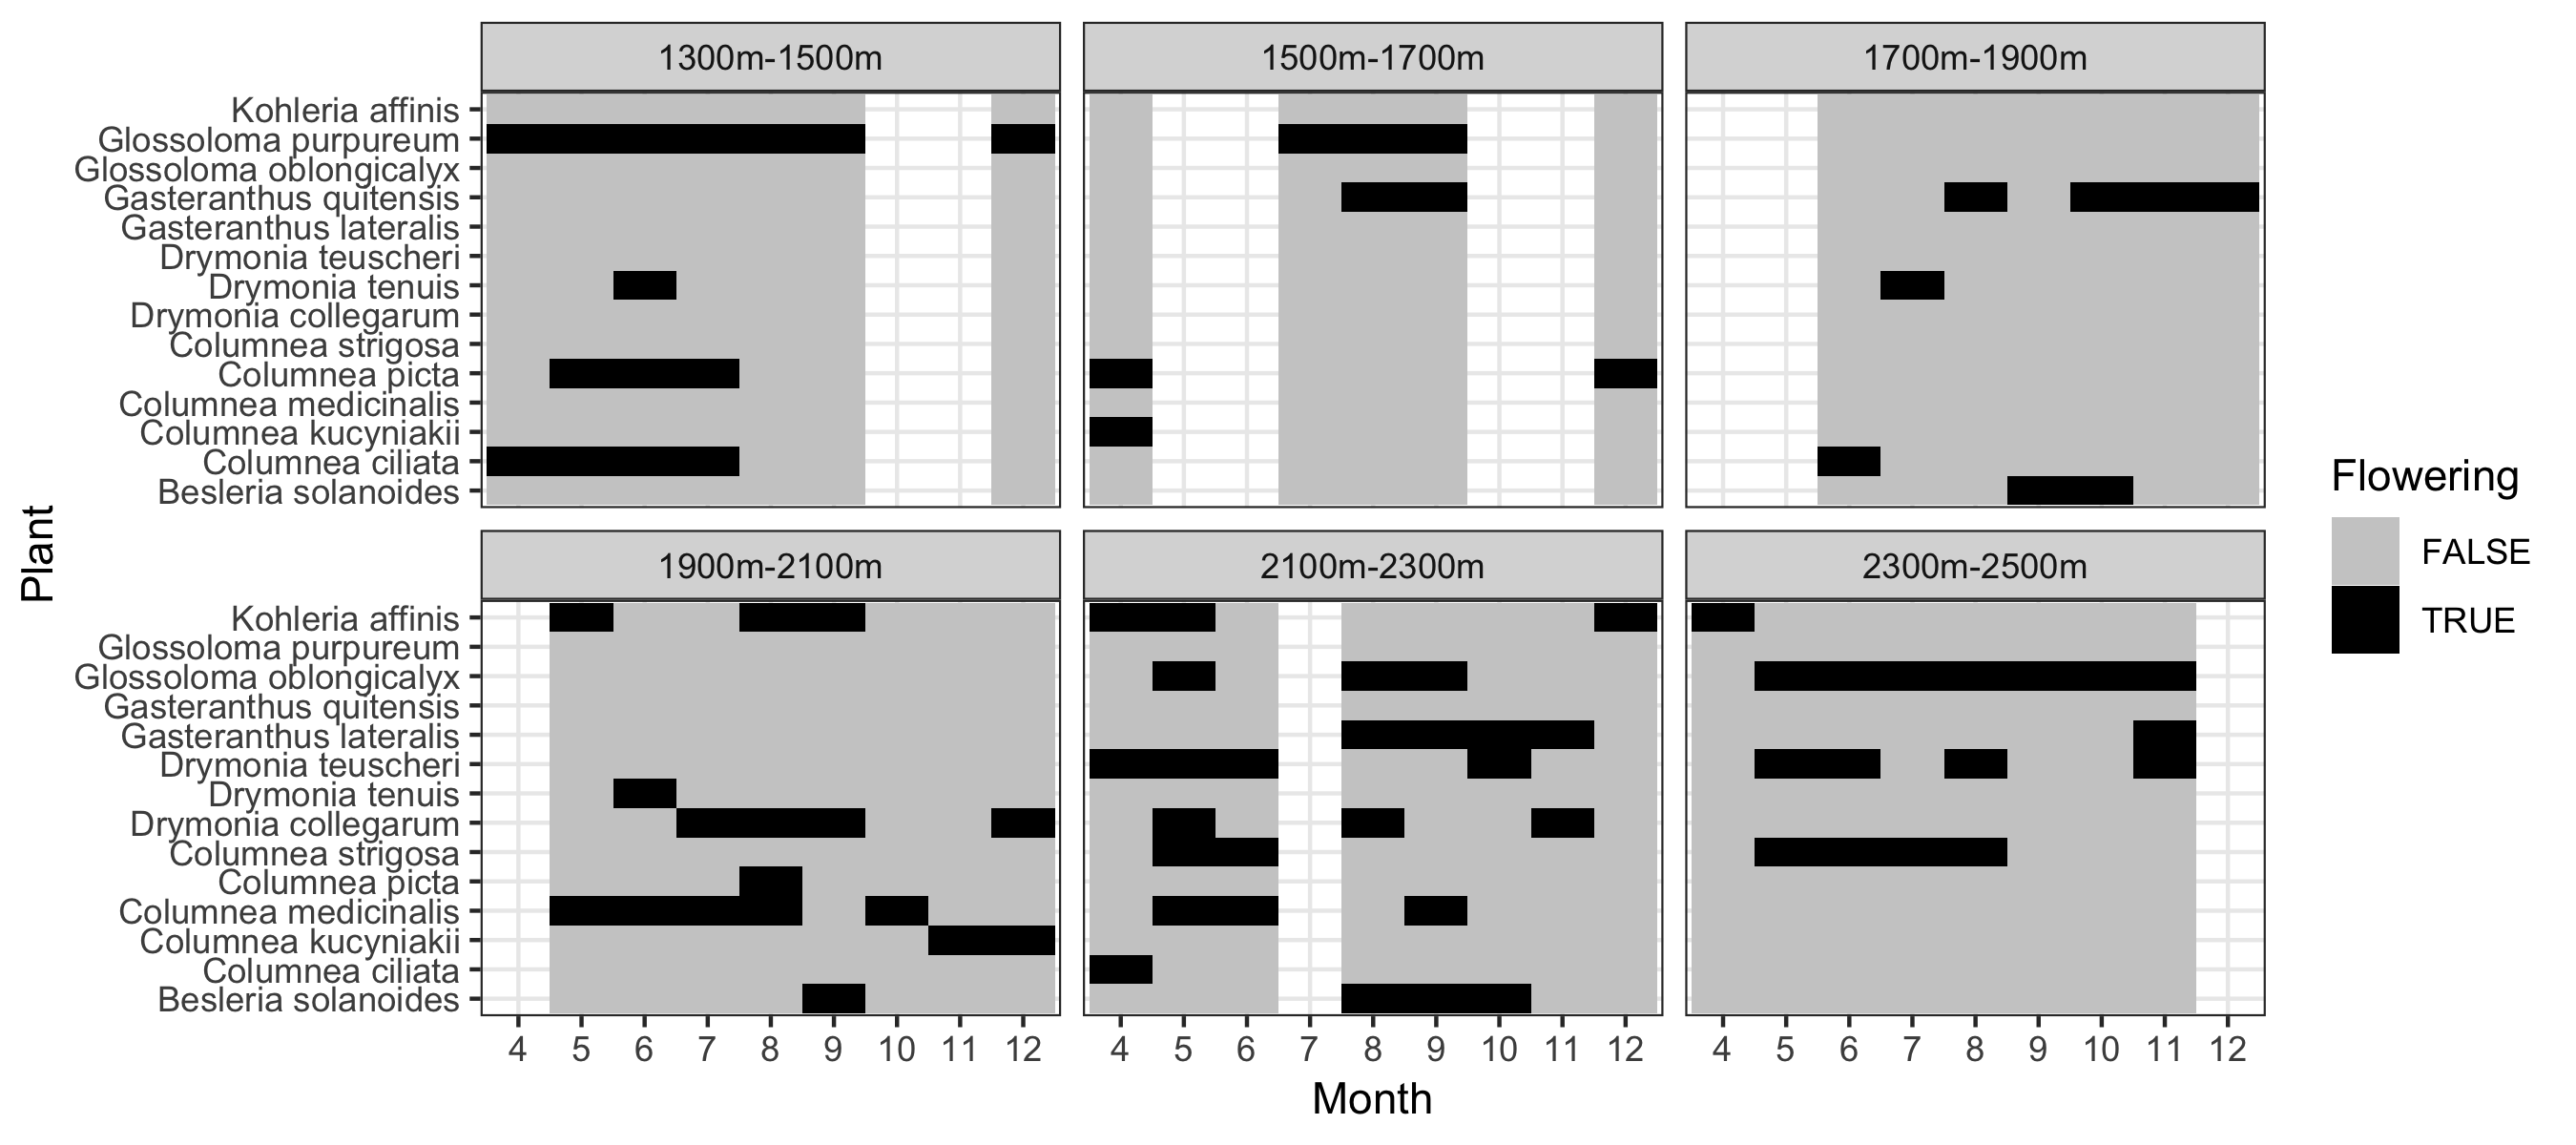 1300m-1500m
1500m-1700m
1700m-1900m
Kohleria affinis
Glossoloma purpureum
Glossoloma oblongicalyx
Gasteranthus quitensis
Gasteranthus lateralis
Drymonia teuscheri
Drymonia tenuis
Drymonia collegarum
Columnea strigosa
Columnea picta
Columnea medicinalis
Columnea kucyniakii
Columnea ciliata
Besleria solanoides
Plant
1900m-2100m
2100m-2300m
2300m-2500m
Kohleria affinis
Glossoloma purpureum
Glossoloma oblongicalyx
Gasteranthus quitensis
Gasteranthus lateralis
Drymonia teuscheri
Drymonia tenuis
Drymonia collegarum
Columnea strigosa
Columnea picta
Columnea medicinalis
Columnea kucyniakii
Columnea ciliata
Besleria solanoides
4 5 6 7 8 9 10 11 12
4 5 6 7 8 9 10 11 12
4 5 6 7 8 9 10 11 12
Month
Flowering
FALSE
TRUE